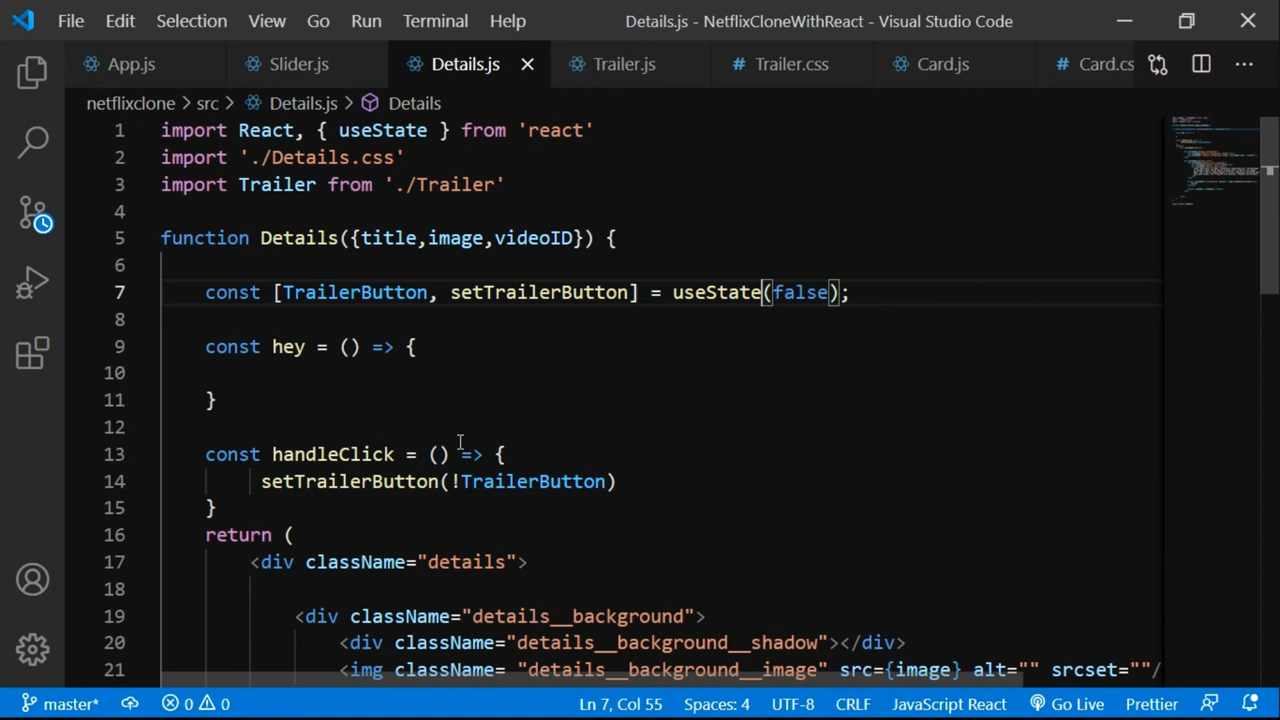 File Edit Selection View Go Run Terminal Help Details.js - NetflixCloneWithReact - Visual Studio Code
App.js Slider.js Details.js Trailer.js # Trailer.css Card.js # Card.cs
netflixclone > src > Details.js > Details
1 import React, { useState } from 'react'
2 import './Details.css'
3 import Trailer from './Trailer'
4
5 function Details({title,image,videoID}) {
6
7 const [TrailerButton, setTrailerButton] = useState(false);
8
9 const hey = () => {
10
11 }
12
13 const handleClick = () => {
14 setTrailerButton(!TrailerButton)
15 }
16 return (
17 <div className="details">
18
19 <div className="details__background">
20 <div className="details__background__shadow"></div>
21 <img className= "details__background__image" src={image} alt="" srcset=""/
master* 0 0 Ln 7, Col 55 Spaces: 4 UTF-8 CRLF JavaScript React Go Live Prettier